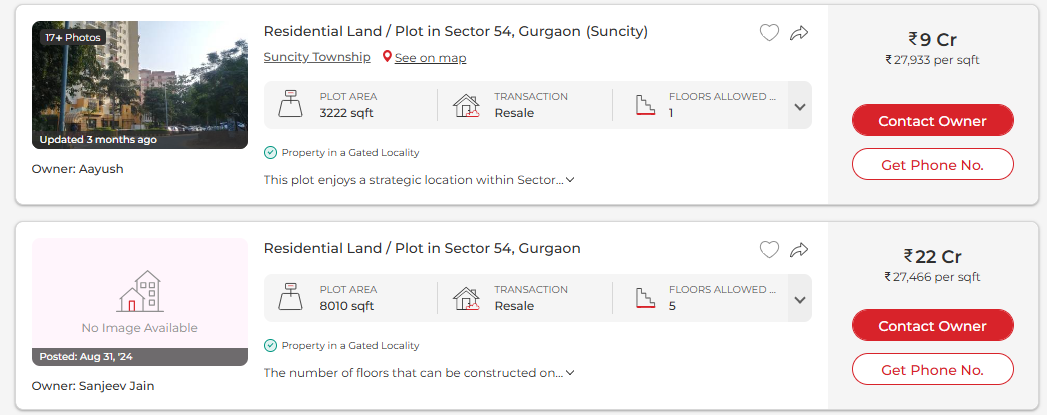 17+ Photos
Updated 3 months ago
Owner: Aayush
Residential Land / Plot in Sector 54, Gurgaon (Suncity)
Suncity Township
See on map
PLOT AREA
3222 sqft
TRANSACTION
Resale
FLOORS ALLOWED ...
1
Property in a Gated Locality
This plot enjoys a strategic location within Sector...
₹9 Cr
₹27,933 per sqft
Contact Owner
Get Phone No.
No Image Available
Posted: Aug 31, '24
Owner: Sanjeev Jain
Residential Land / Plot in Sector 54, Gurgaon
PLOT AREA
8010 sqft
TRANSACTION
Resale
FLOORS ALLOWED ...
5
Property in a Gated Locality
The number of floors that can be constructed on...
₹22 Cr
₹27,466 per sqft
Contact Owner
Get Phone No.